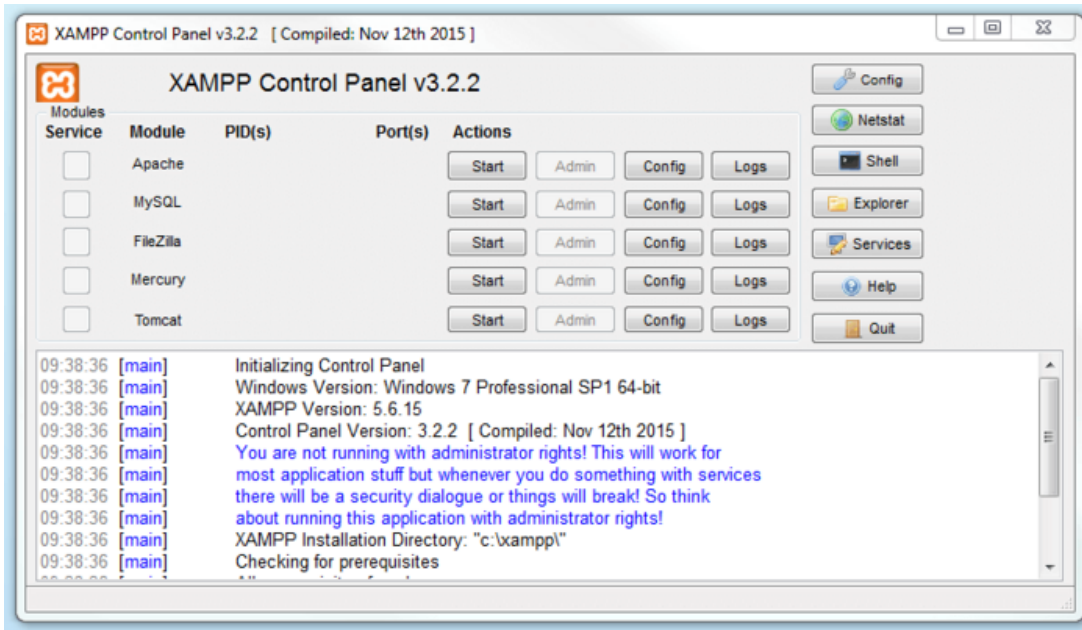 XAMPP Control Panel v3.2.2 [ Compiled: Nov 12th 2015 ]
XAMPP Control Panel v3.2.2
Config
Modules
Service Module PID(s) Port(s) Actions
Netstat
Apache Start Admin Config Logs
Shell
MySQL Start Admin Config Logs
Explorer
FileZilla Start Admin Config Logs
Services
Mercury Start Admin Config Logs
Help
Tomcat Start Admin Config Logs
Quit
09:38:36 [main] Initializing Control Panel
09:38:36 [main] Windows Version: Windows 7 Professional SP1 64-bit
09:38:36 [main] XAMPP Version: 5.6.15
09:38:36 [main] Control Panel Version: 3.2.2 [ Compiled: Nov 12th 2015 ]
09:38:36 [main] You are not running with administrator rights! This will work for
09:38:36 [main] most application stuff but whenever you do something with services
09:38:36 [main] there will be a security dialogue or things will break! So think
09:38:36 [main] about running this application with administrator rights!
09:38:36 [main] XAMPP Installation Directory: "c:\xampp\"
09:38:36 [main] Checking for prerequisites